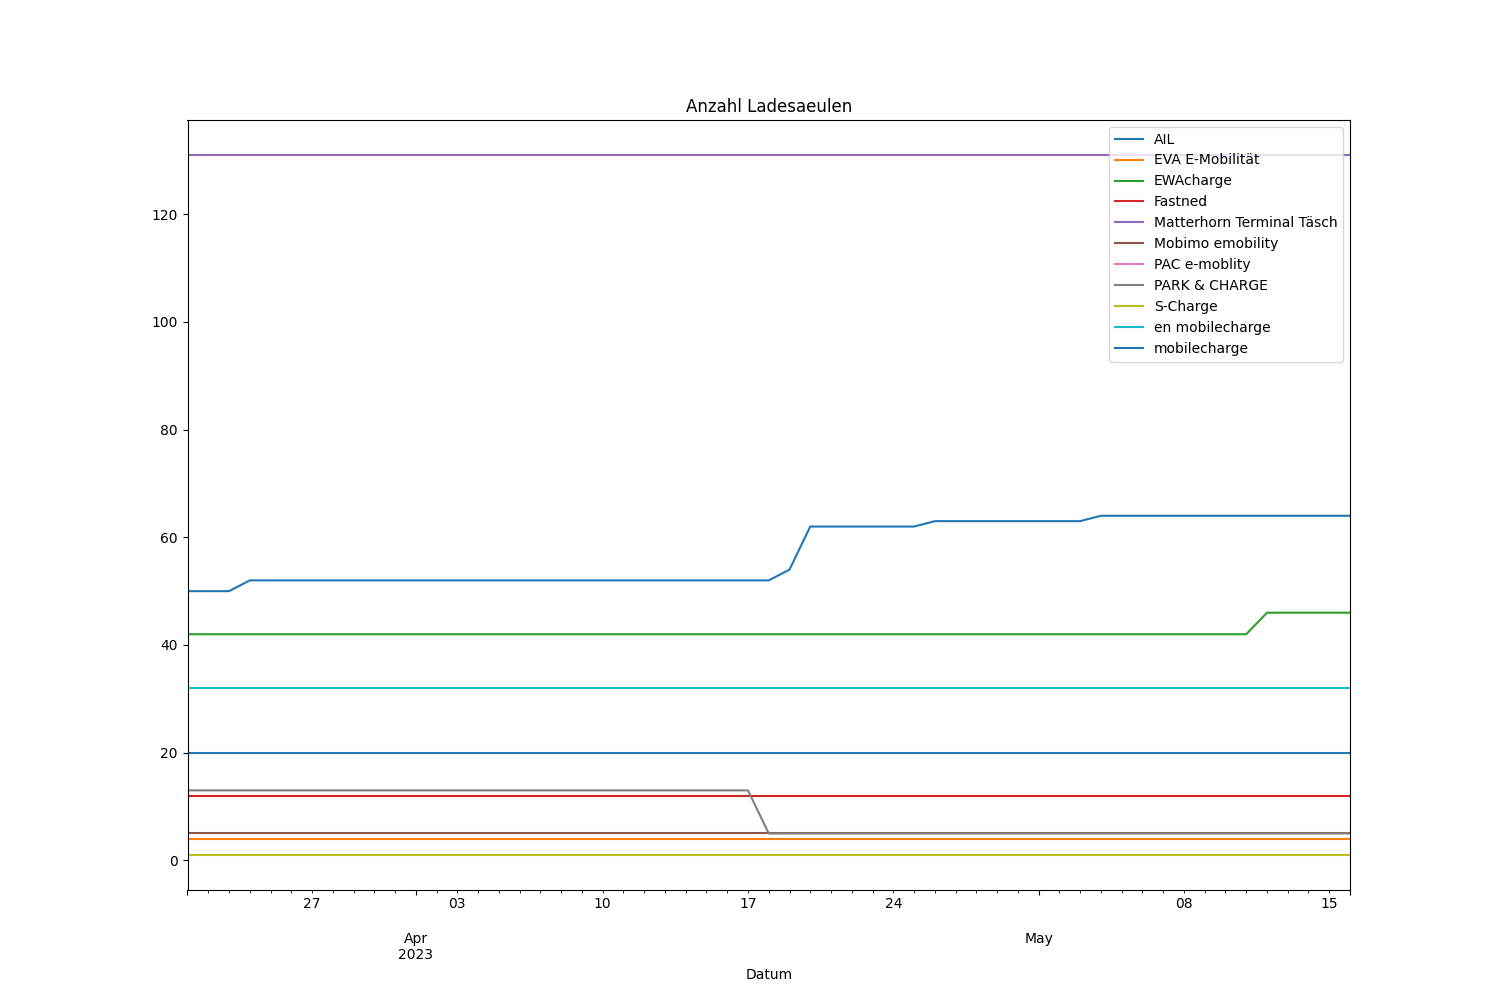 Anzahl Ladesaeulen
AIL
EVA E-Mobilität
EWAcharge
Fastned
Matterhorn Terminal Täsch
Mobimo emobility
PAC e-moblity
PARK & CHARGE
S-Charge
en mobilecharge
mobilecharge
120
100
80
60
40
20
0
27 03 10 17 24 08 15
Apr May
2023
Datum